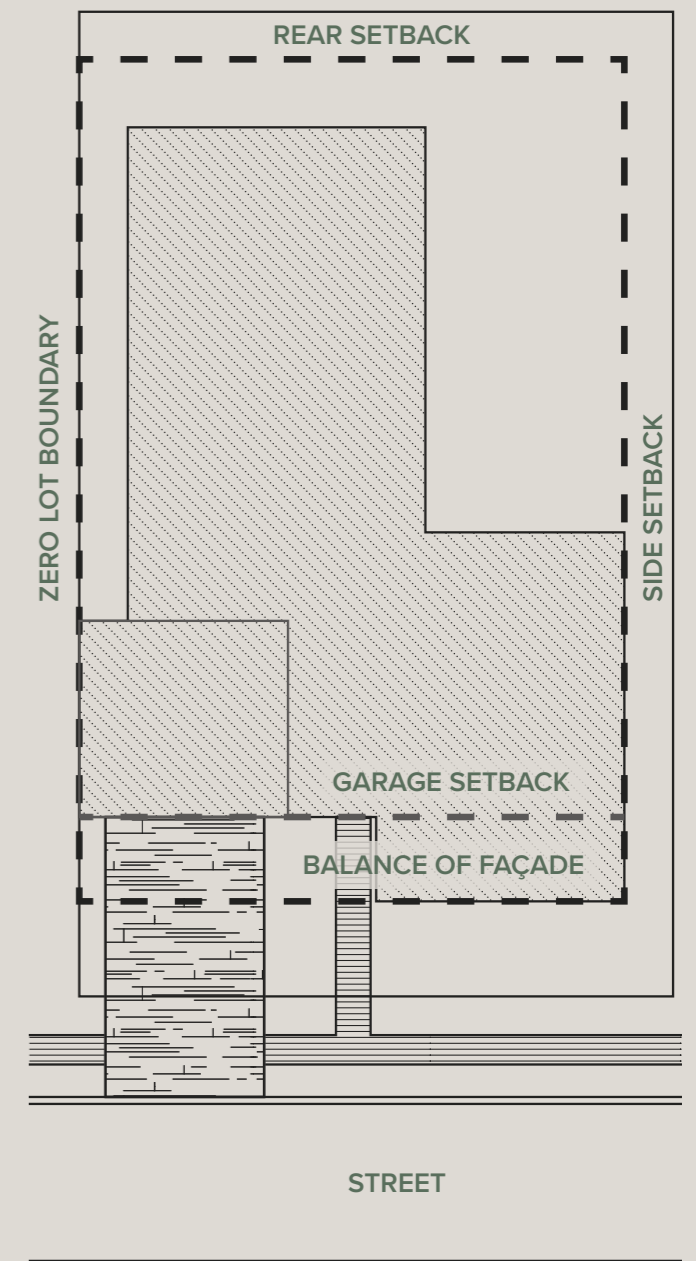 REAR SETBACK
ZERO LOT BOUNDARY
SIDE SETBACK
GARAGE SETBACK
BALANCE OF FAÇADE
STREET